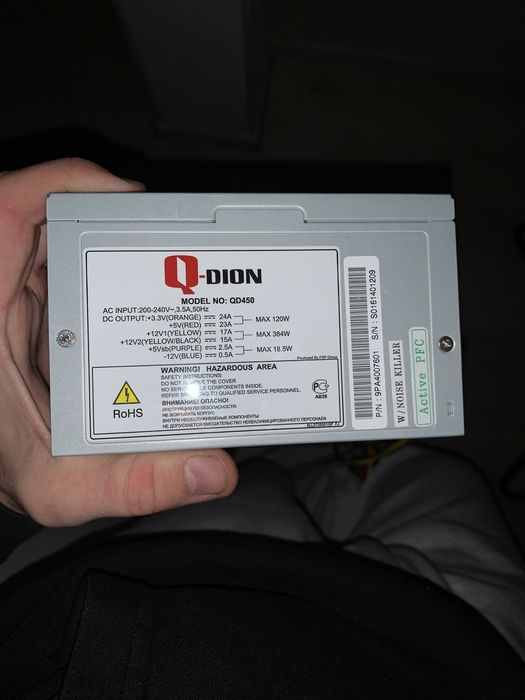 Q-DION
MODEL NO: QD450
AC INPUT:200-240V~,3.5A,50Hz
DC OUTPUT:+3.3V(ORANGE) 24A MAX 120W
+5V(RED) 23A
+12V1(YELLOW) 17A MAX 384W
+12V2(YELLOW/BLACK) 15A
+5Vsb(PURPLE) 2.5A MAX 18.5W
-12V(BLUE) 0.5A
Produced By FSP Group
WARNING! HAZARDOUS AREA
SAFETY INSTRUCTIONS:
DO NOT REMOVE THE COVER
NO SERVICEABLE COMPONENTS INSIDE.
REFER SERVICING TO QUALIFIED SERVICE PERSONNEL.
ВНИМАНИЕ! ОПАСНО!
ИНСТРУКЦИЯ ПО БЕЗОПАСНОСТИ
НЕ ВСКРЫВАТЬ КОРПУС
ВНУТРИ НЕОБСЛУЖИВАЕМЫЕ КОМПОНЕНТЫ
НЕ ДОПУСКАЕТСЯ ВМЕШАТЕЛЬСТВО НЕКВАЛИФИЦИРОВАННОГО ПЕРСОНАЛА
RoHS
АВ39
P/N : 9PA4007601
S/N : S0161401209
W/NOISE KILLER
Active PFC